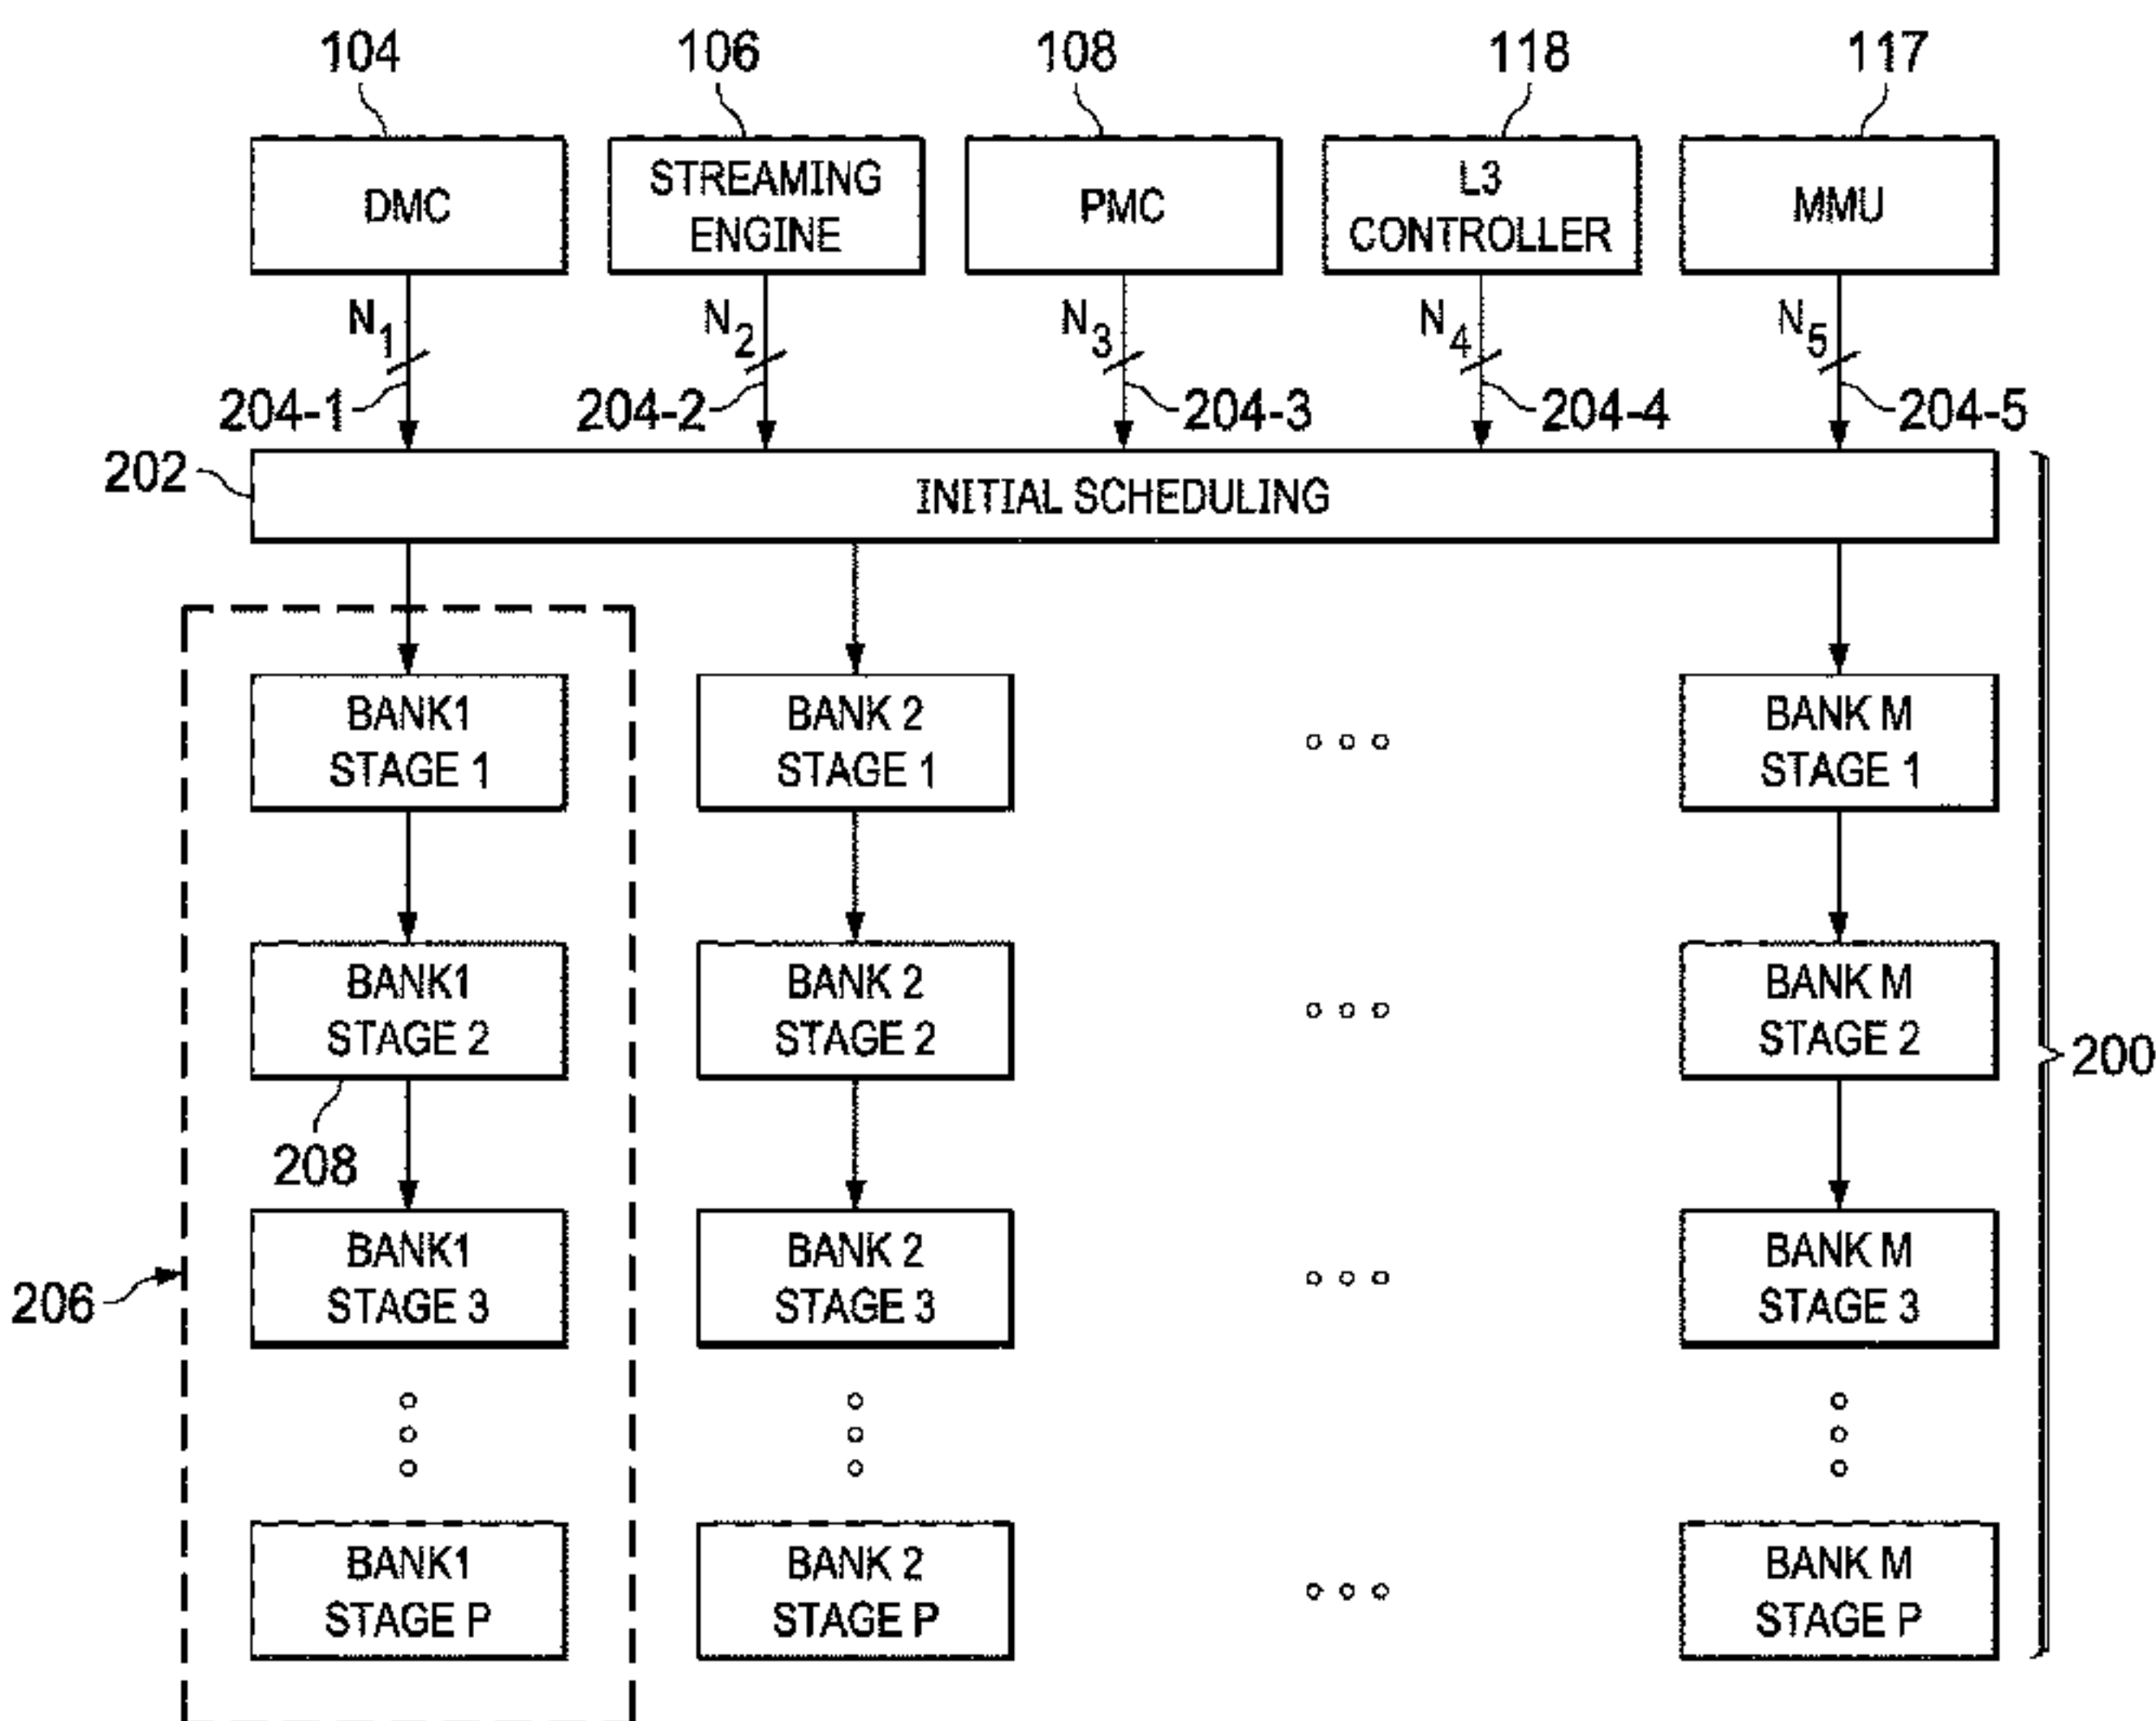 104
106
108
118
117
DMC
STREAMING
ENGINE
PMC
L3
CONTROLLER
MMU
N1
N2
N3
N4
N5
204-1
204-2
204-3
204-4
204-5
202
INITIAL SCHEDULING
BANK1
STAGE 1
BANK 2
STAGE 1
BANK M
STAGE 1
BANK1
STAGE 2
BANK 2
STAGE 2
BANK M
STAGE 2
200
208
BANK1
STAGE 3
BANK 2
STAGE 3
BANK M
STAGE 3
206
BANK1
STAGE P
BANK 2
STAGE P
BANK M
STAGE P